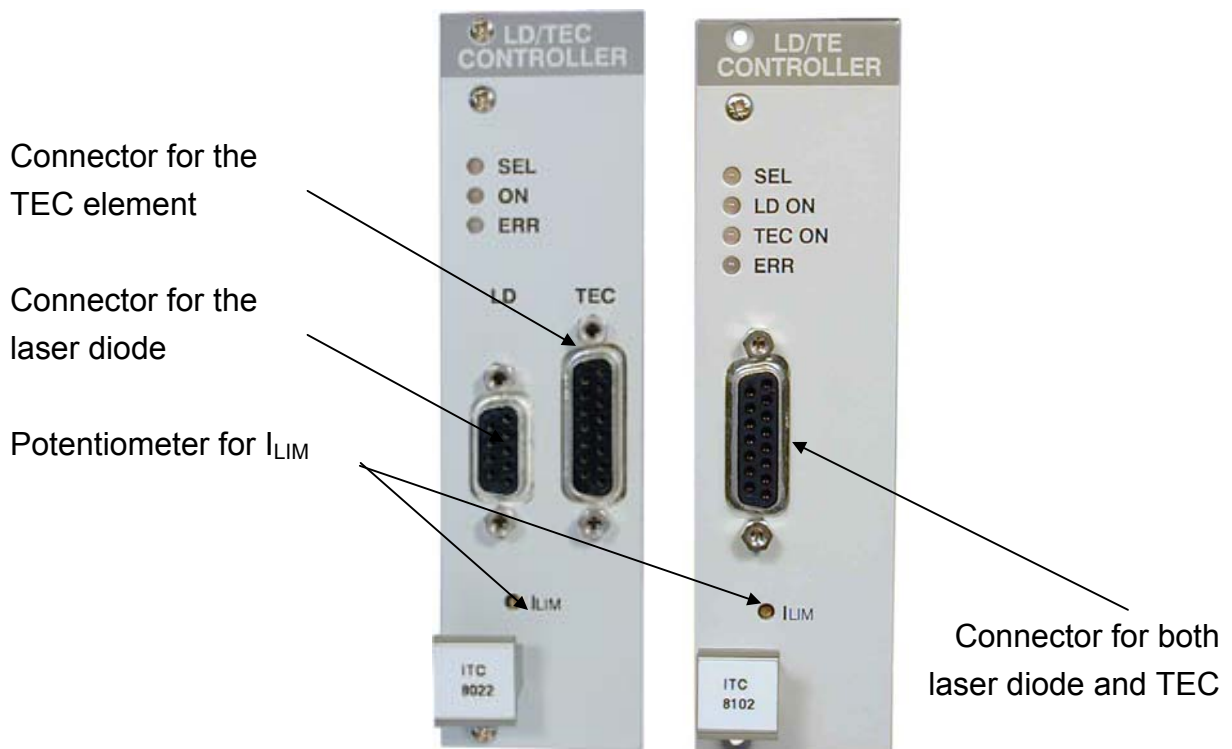 LD/TEC
CONTROLLER
SEL
ON
ERR
LD TEC
ILIM
ITC
8022
LD/TE
CONTROLLER
SEL
LD ON
TEC ON
ERR
ILIM
ITC
8102
Connector for the
TEC element
Connector for the
laser diode
Potentiometer for ILIM
Connector for both
laser diode and TEC